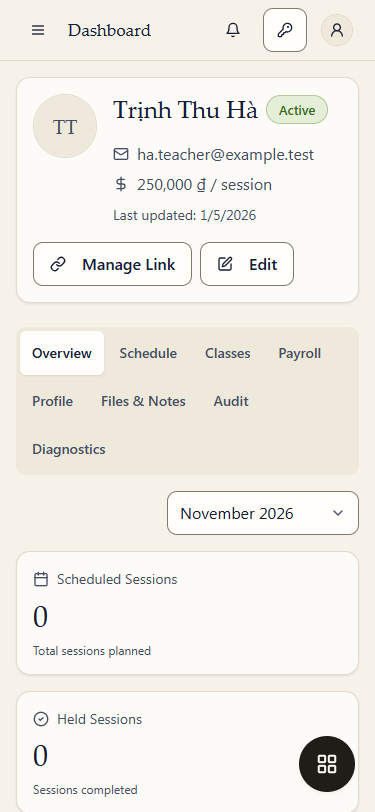 Dashboard
Trịnh Thu Hà
Active
TT
ha.teacher@example.test
250,000 ₫ / session
Last updated: 1/5/2026
Manage Link
Edit
Overview Schedule Classes Payroll
Profile Files & Notes Audit
Diagnostics
November 2026
Scheduled Sessions
0
Total sessions planned
Held Sessions
0
Sessions completed